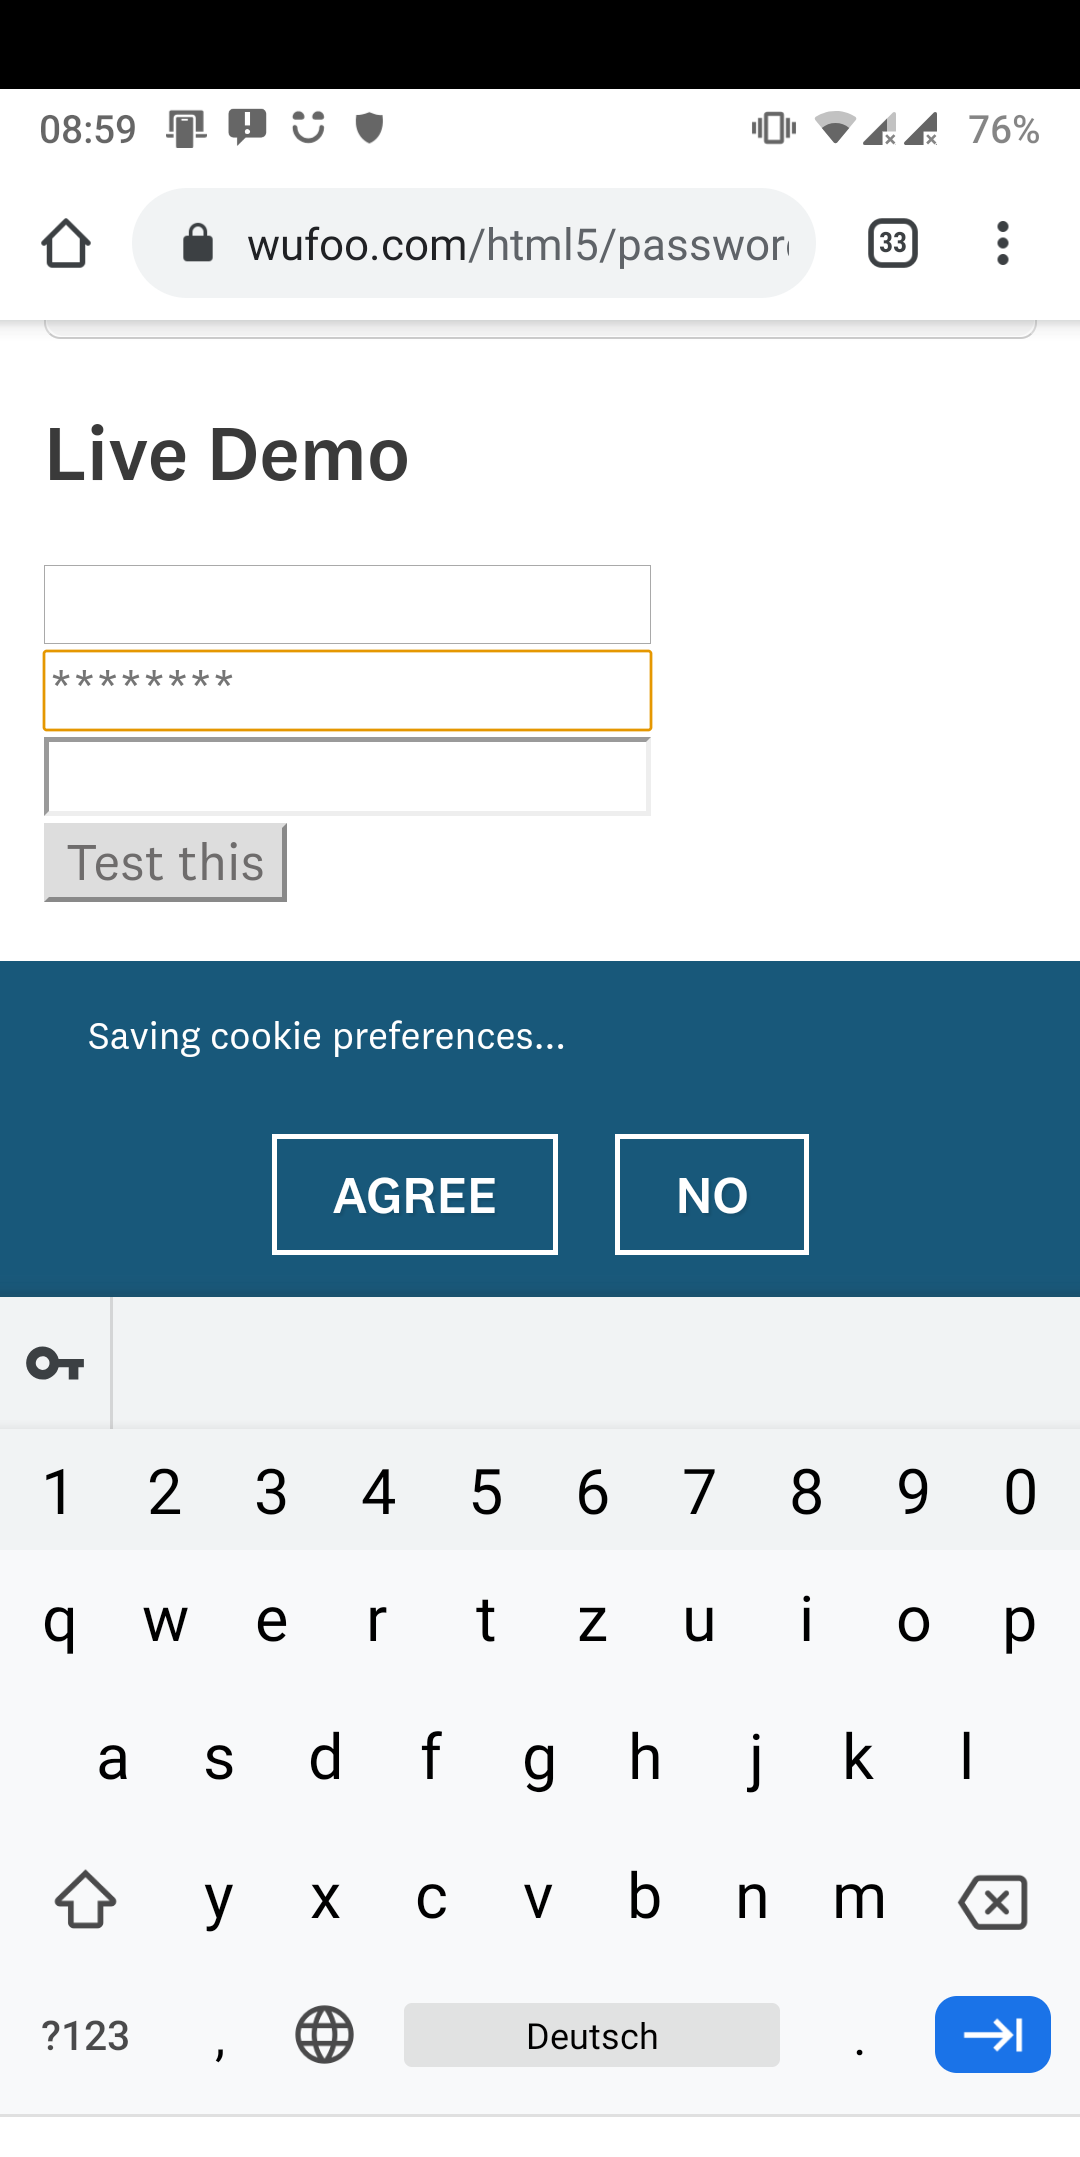 08:59 76%
wufoo.com/html5/passwor 33
Live Demo
********
Test this
Saving cookie preferences...
AGREE NO
1 2 3 4 5 6 7 8 9 0
q w e r t z u i o p
a s d f g h j k l
y x c v b n m
?123 , Deutsch .